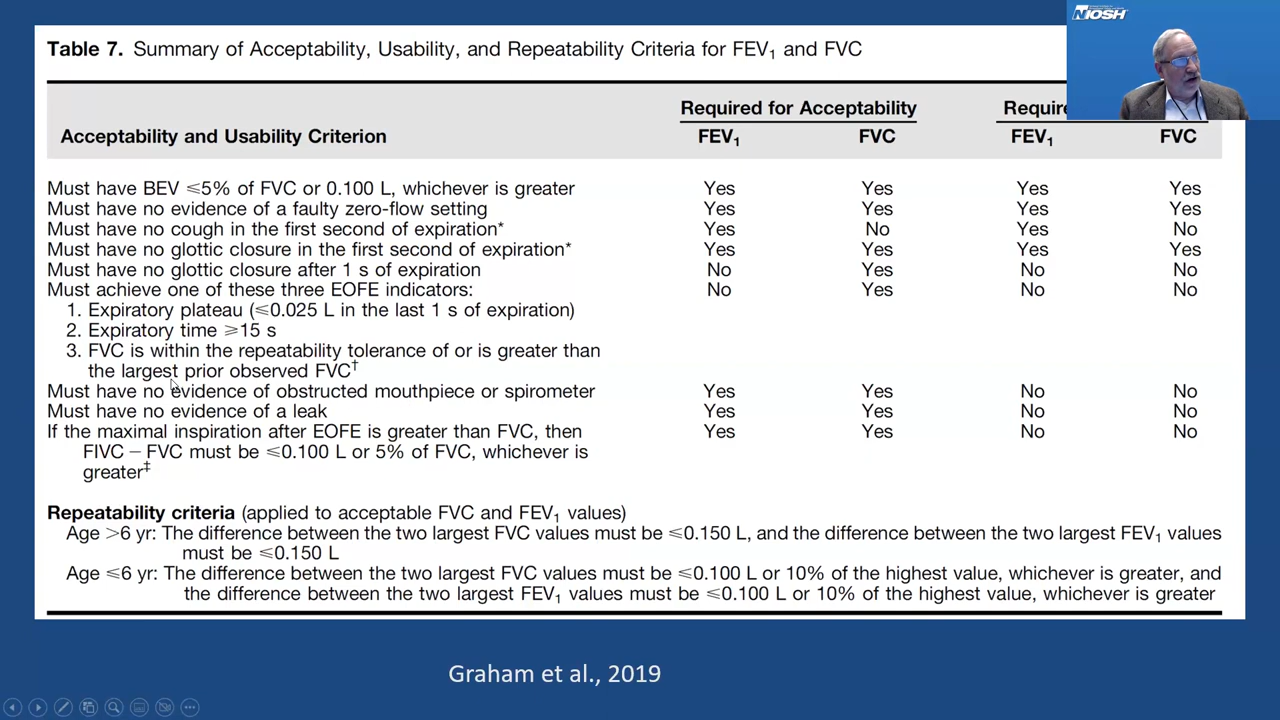 NIOSH
Table 7. Summary of Acceptability, Usability, and Repeatability Criteria for FEV₁ and FVC
Required for Acceptability Require
Acceptability and Usability Criterion FEV₁ FVC FEV₁ FVC
Must have BEV ≤5% of FVC or 0.100 L, whichever is greater Yes Yes Yes Yes
Must have no evidence of a faulty zero-flow setting Yes Yes Yes Yes
Must have no cough in the first second of expiration* Yes No Yes No
Must have no glottic closure in the first second of expiration* Yes Yes Yes Yes
Must have no glottic closure after 1 s of expiration No Yes No No
Must achieve one of these three EOFE indicators: No Yes No No
1. Expiratory plateau (≤0.025 L in the last 1 s of expiration)
2. Expiratory time ≥15 s
3. FVC is within the repeatability tolerance of or is greater than
the largest prior observed FVC†
Must have no evidence of obstructed mouthpiece or spirometer Yes Yes No No
Must have no evidence of a leak Yes Yes No No
If the maximal inspiration after EOFE is greater than FVC, then Yes Yes No No
FIVC − FVC must be ≤0.100 L or 5% of FVC, whichever is
greater‡
Repeatability criteria (applied to acceptable FVC and FEV₁ values)
Age >6 yr: The difference between the two largest FVC values must be ≤0.150 L, and the difference between the two largest FEV₁ values
must be ≤0.150 L
Age ≤6 yr: The difference between the two largest FVC values must be ≤0.100 L or 10% of the highest value, whichever is greater, and
the difference between the two largest FEV₁ values must be ≤0.100 L or 10% of the highest value, whichever is greater
Graham et al., 2019